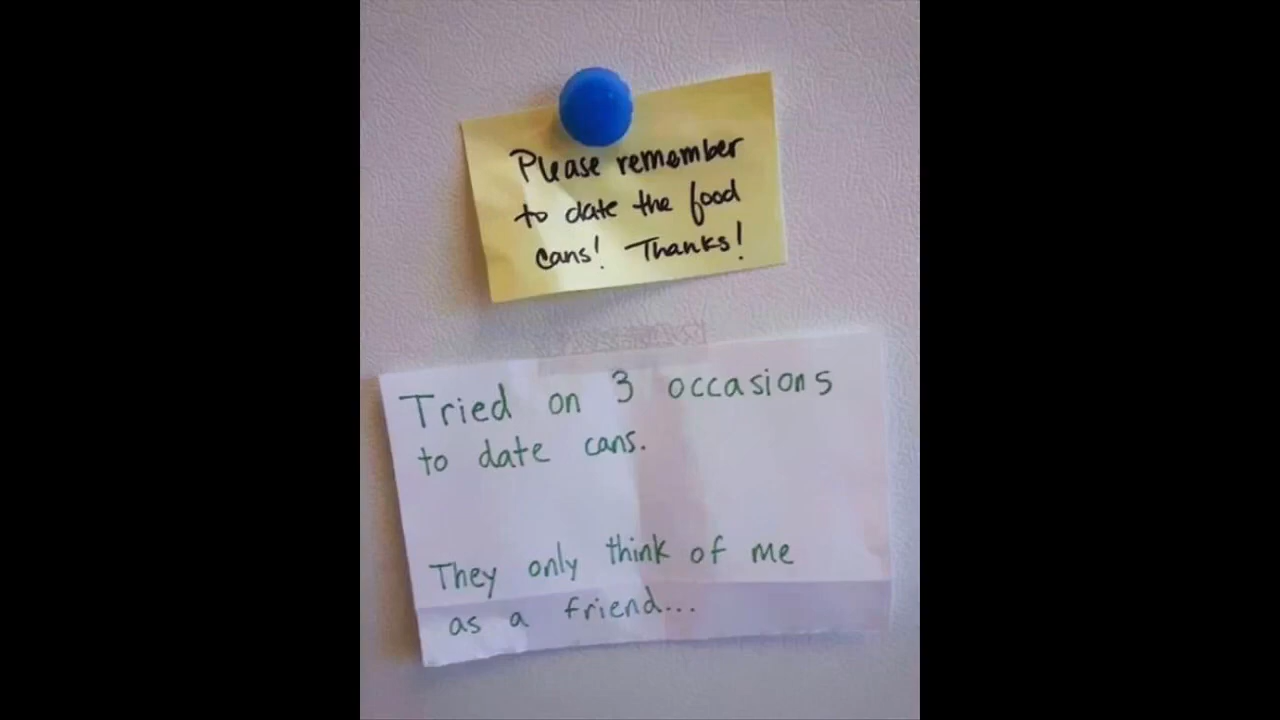 Please remember
to date the food
cans! Thanks!
Tried on 3 occasions
to date cans.
They only think of me
as a friend...